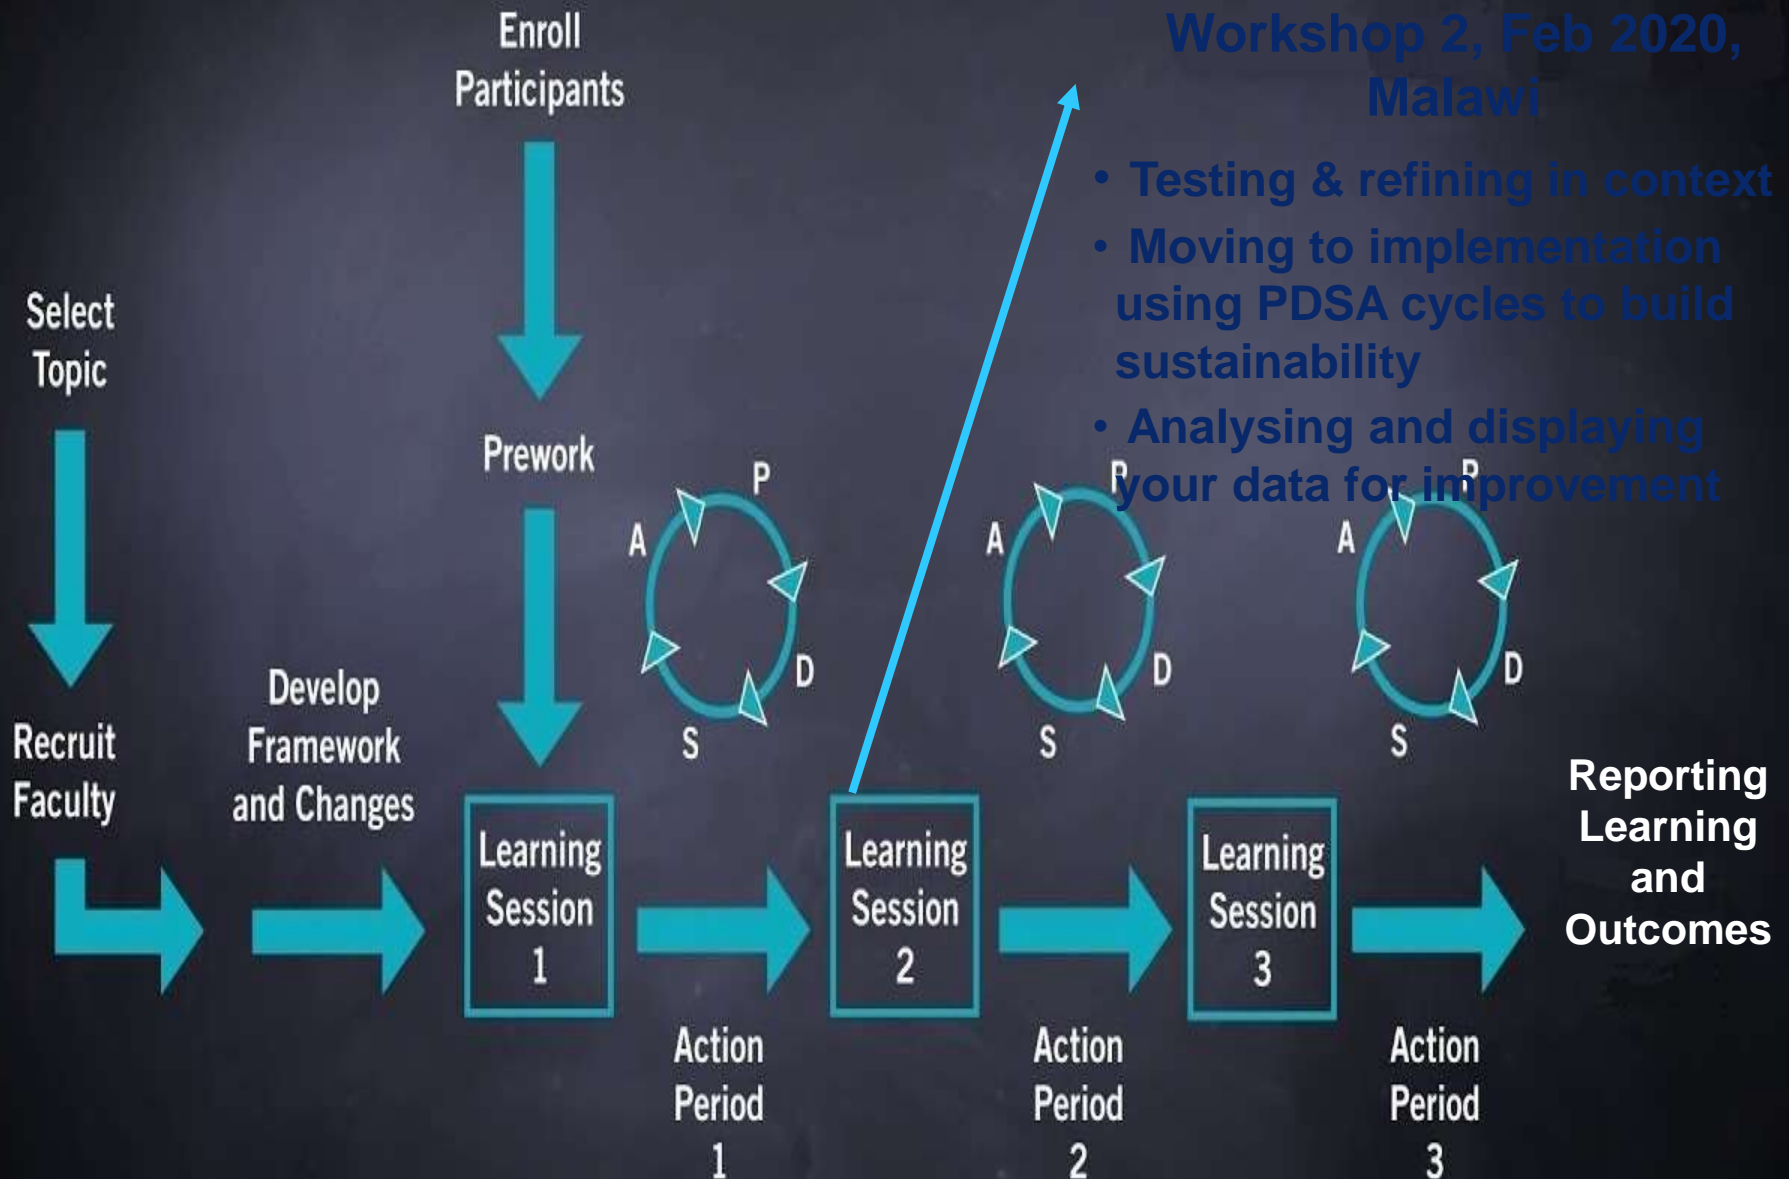 Enroll
Participants
Workshop 2, Feb 2020,
Malawi
• Testing & refining in context
• Moving to implementation
using PDSA cycles to build
sustainability
• Analysing and displaying
your data for improvement
Select
Topic
Prework
Recruit
Faculty
Develop
Framework
and Changes
P
A
D
S
P
A
D
S
P
A
D
S
Learning
Session
1
Learning
Session
2
Learning
Session
3
Reporting
Learning
and
Outcomes
Action
Period
1
Action
Period
2
Action
Period
3